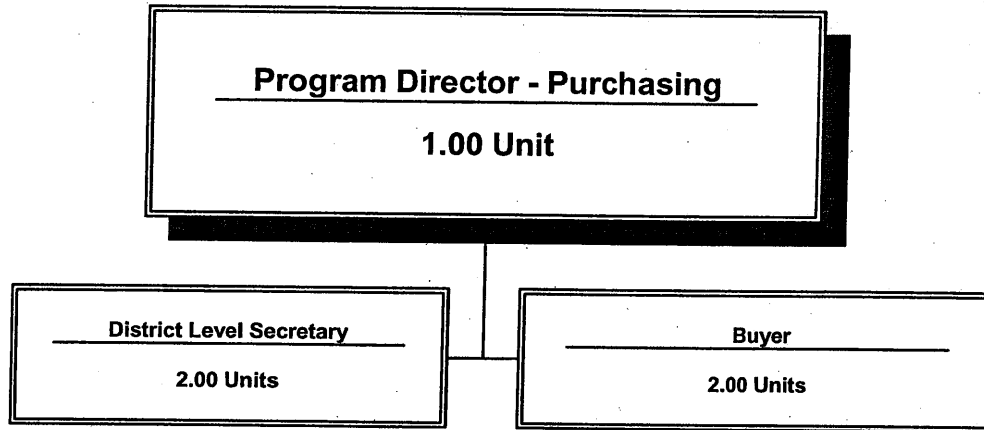 Program Director - Purchasing
1.00 Unit
District Level Secretary
2.00 Units
Buyer
2.00 Units